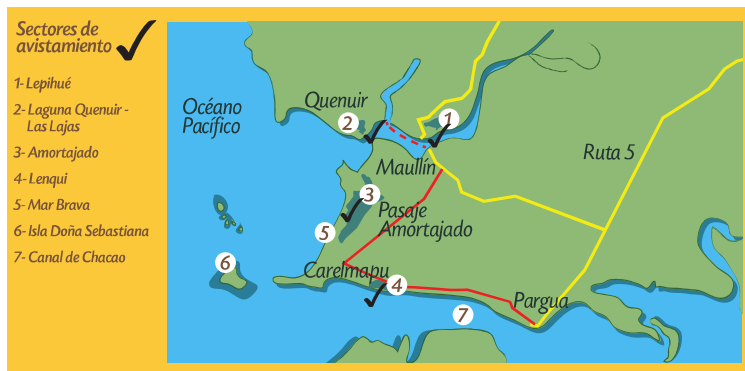 Sectores de
avistamiento
1- Lepihué
2- Laguna Quenuir -
Las Lajas
3- Amortajado
4- Lenqui
5- Mar Brava
6- Isla Doña Sebastiana
7- Canal de Chacao
Océano
Pacífico
Quenuir
2
1
Maullín
Ruta 5
3
Pasaje
Amortajado
5
6
Carelmapu
4
Pargua
7